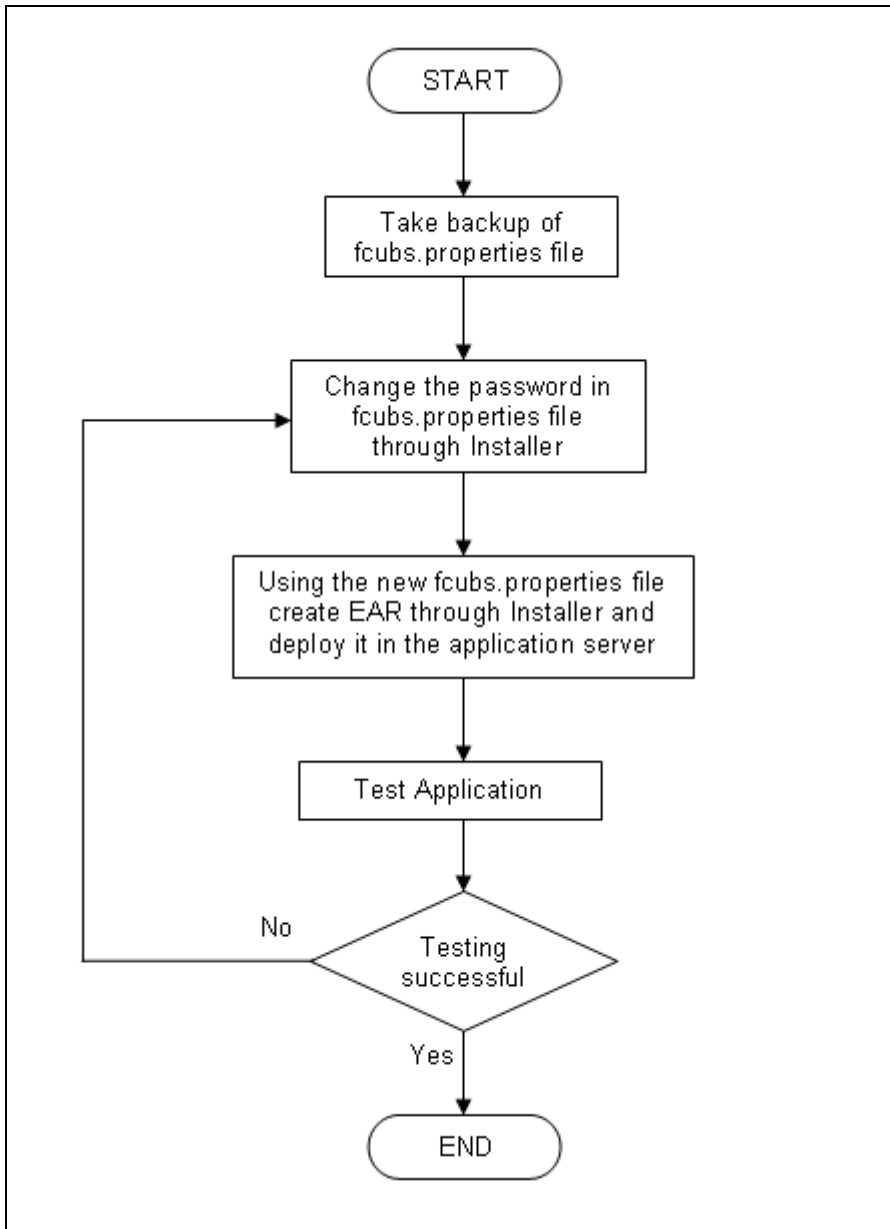 START
Take backup of
fcubs.properties file
Change the password in
fcubs.properties file
through Installer
Using the new fcubs.properties file
create EAR through Installer and
deploy it in the application server
Test Application
No
Testing
successful
Yes
END